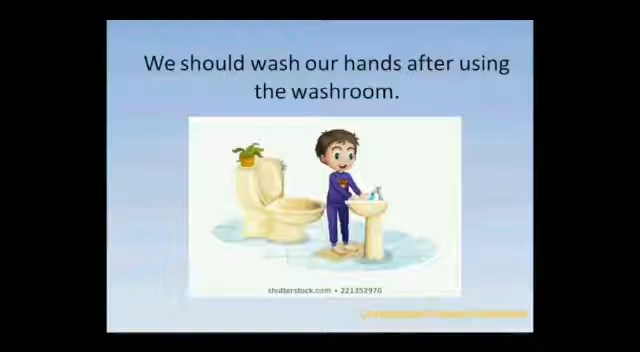 We should wash our hands after using
the washroom.
shutterstock.com • 221352970